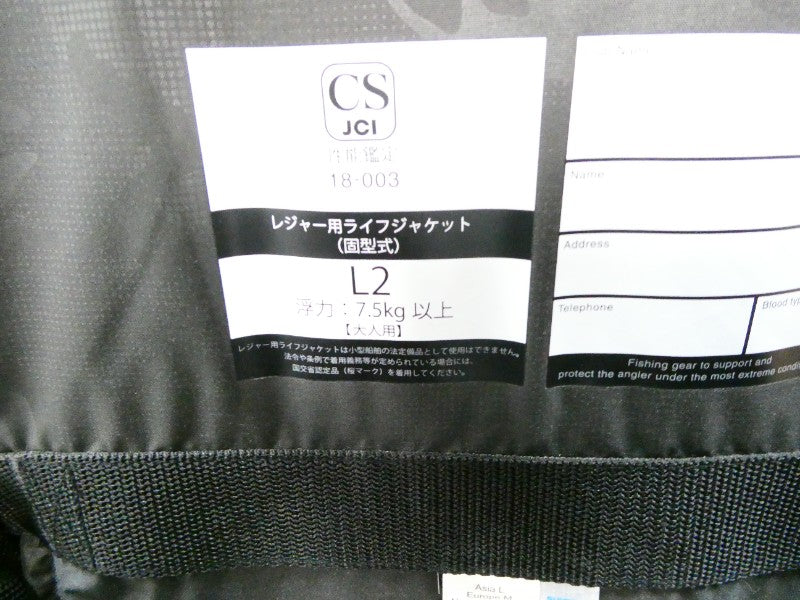 CS
JCI
性能鑑定
18-003
レジャー用ライフジャケット
(固型式)
L2
浮力：7.5kg 以上
【大人用】
レジャー用ライフジャケットは小型船舶の法定備品として使用はできません。
法令や条例で着用義務等が定められている場合には、
国交省認定品（桜マーク）を着用してください。
Name
Name
Address
Telephone
Blood
Fishing gear to support and
protect the angler under the most extreme
Asia L
Europe M